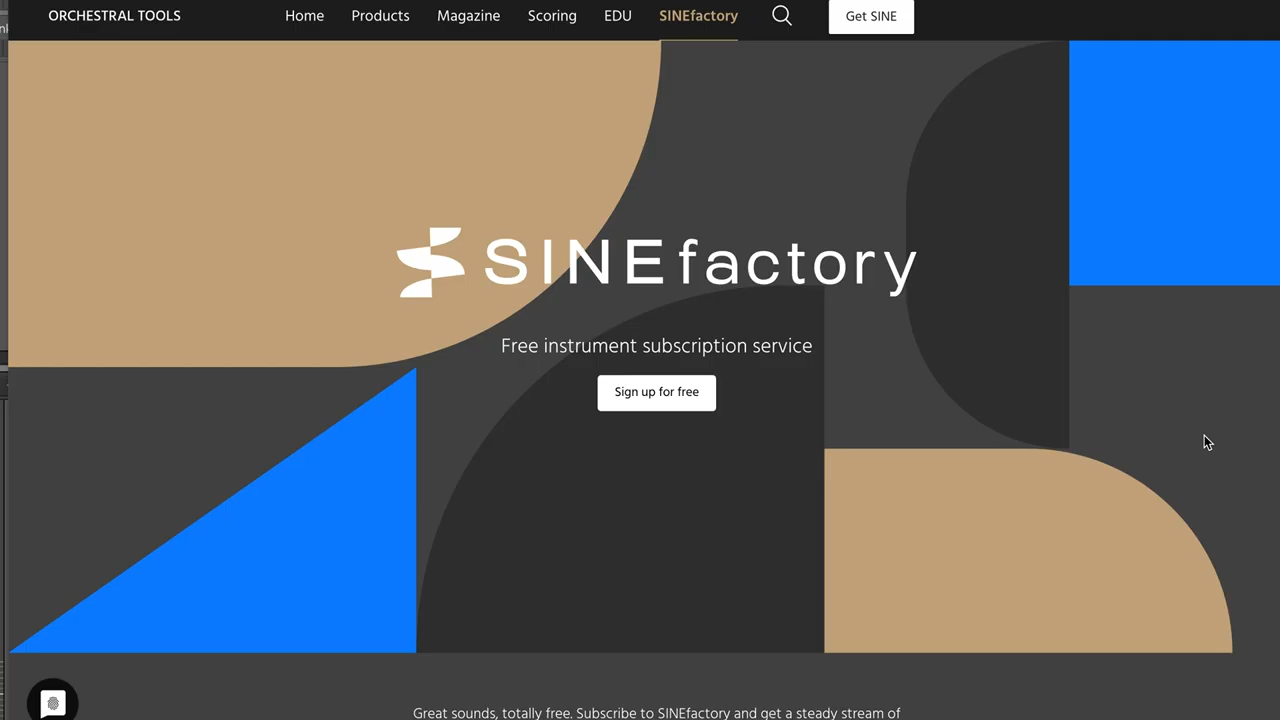 ORCHESTRAL TOOLS Home Products Magazine Scoring EDU SINEfactory Get SINE
SINEfactory
Free instrument subscription service
Sign up for free
Great sounds, totally free. Subscribe to SINEfactory and get a steady stream of